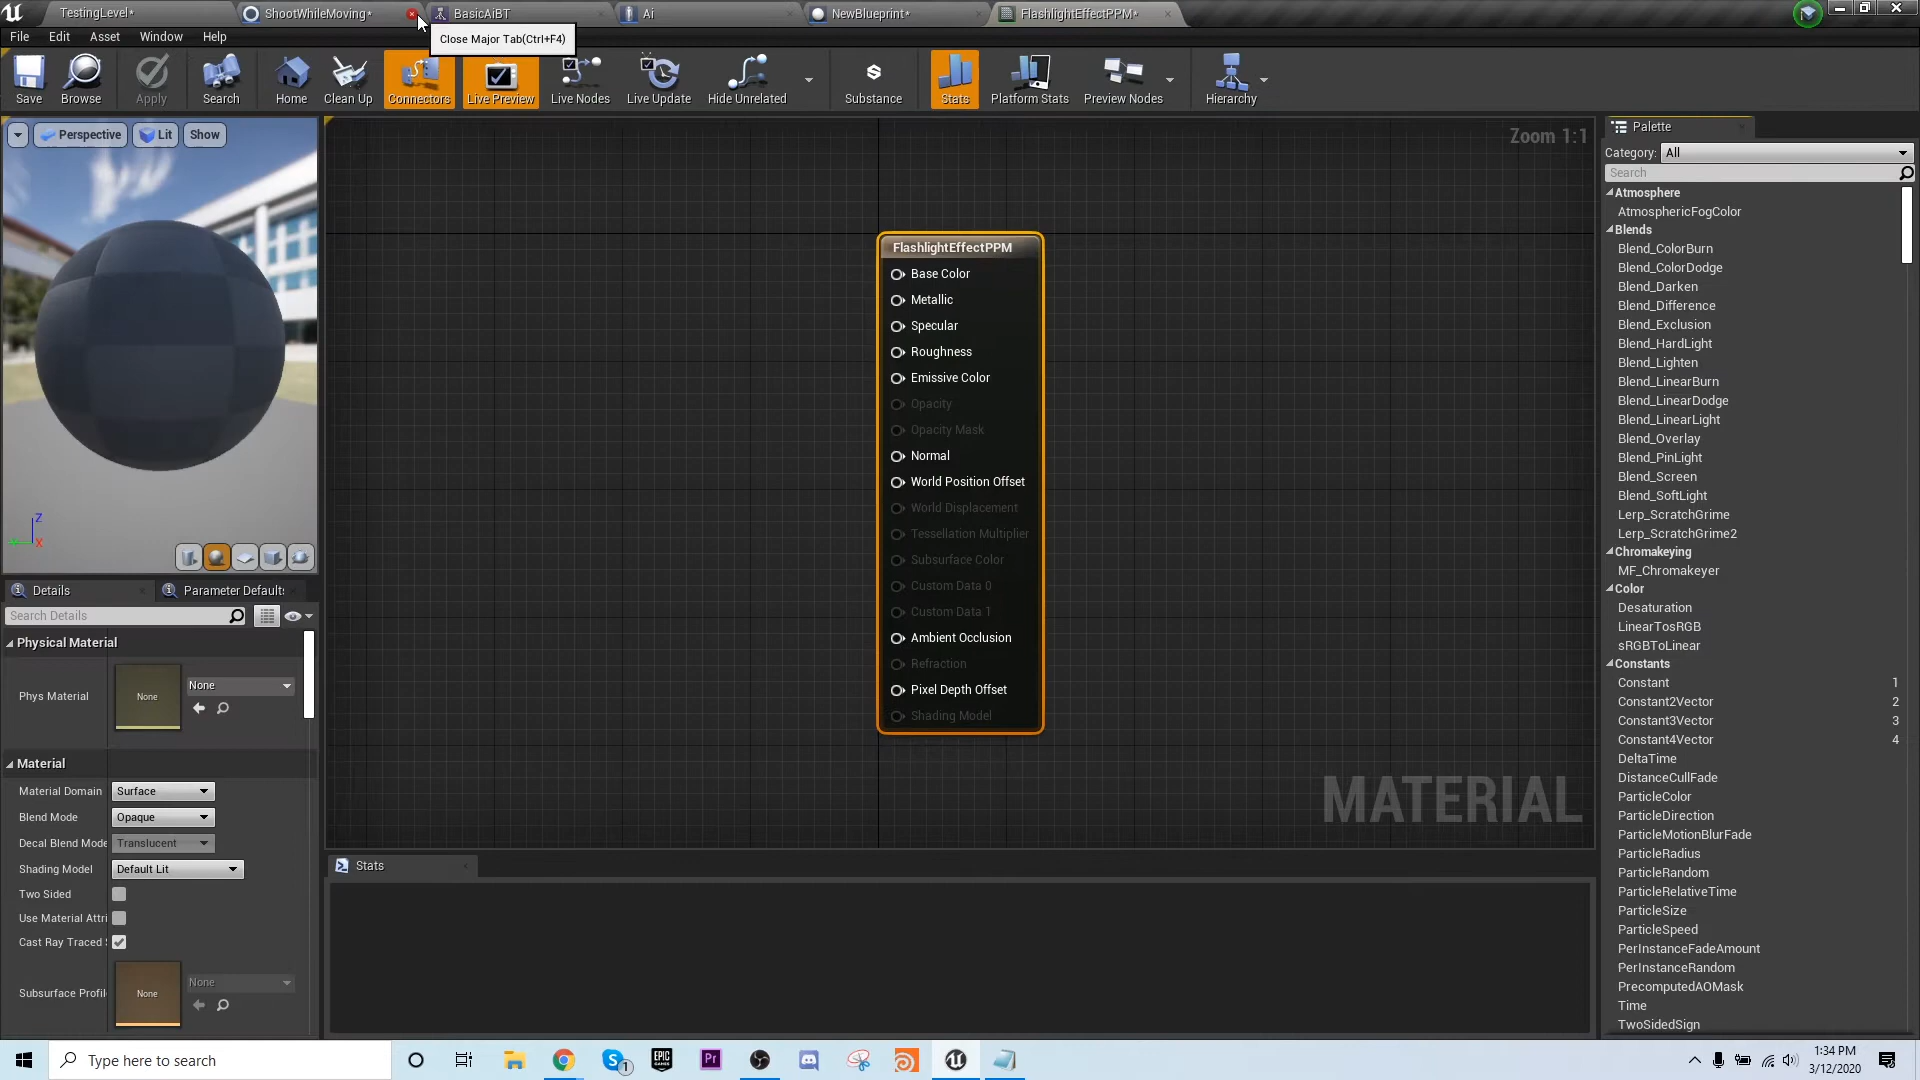 TestingLevel*
ShootWhileMoving*
BasicAiBT
Ai
NewBlueprint*
FlashlightEffectPPM*
File
Edit
Asset
Window
Help
Close Major Tab(Ctrl+F4)
Save
Browse
Apply
Search
Home
Clean Up
Connectors
Live Preview
Live Nodes
Live Update
Hide Unrelated
Substance
Stats
Platform Stats
Preview Nodes
Hierarchy
Perspective
Lit
Show
Z
X
Zoom 1:1
FlashlightEffectPPM
Base Color
Metallic
Specular
Roughness
Emissive Color
Opacity
Opacity Mask
Normal
World Position Offset
World Displacement
Tessellation Multiplier
Subsurface Color
Custom Data 0
Custom Data 1
Ambient Occlusion
Refraction
Pixel Depth Offset
Shading Model
MATERIAL
Stats
Details
Parameter Defaults
Search Details
Physical Material
Phys Material
None
None
Material
Material Domain
Surface
Blend Mode
Opaque
Decal Blend Mode
Translucent
Shading Model
Default Lit
Two Sided
Use Material Attri
Cast Ray Traced S
Subsurface Profil
None
None
Palette
Category:
All
Search
Atmosphere
AtmosphericFogColor
Blends
Blend_ColorBurn
Blend_ColorDodge
Blend_Darken
Blend_Difference
Blend_Exclusion
Blend_HardLight
Blend_Lighten
Blend_LinearBurn
Blend_LinearDodge
Blend_LinearLight
Blend_Overlay
Blend_PinLight
Blend_Screen
Blend_SoftLight
Lerp_ScratchGrime
Lerp_ScratchGrime2
Chromakeying
MF_Chromakeyer
Color
Desaturation
LinearTosRGB
sRGBToLinear
Constants
Constant 1
Constant2Vector 2
Constant3Vector 3
Constant4Vector 4
DeltaTime
DistanceCullFade
ParticleColor
ParticleDirection
ParticleMotionBlurFade
ParticleRadius
ParticleRandom
ParticleRelativeTime
ParticleSize
ParticleSpeed
PerInstanceFadeAmount
PerInstanceRandom
PrecomputedAOMask
Time
TwoSidedSign
Type here to search
1
EPIC
GAMES
Pr
1:34 PM
3/12/2020